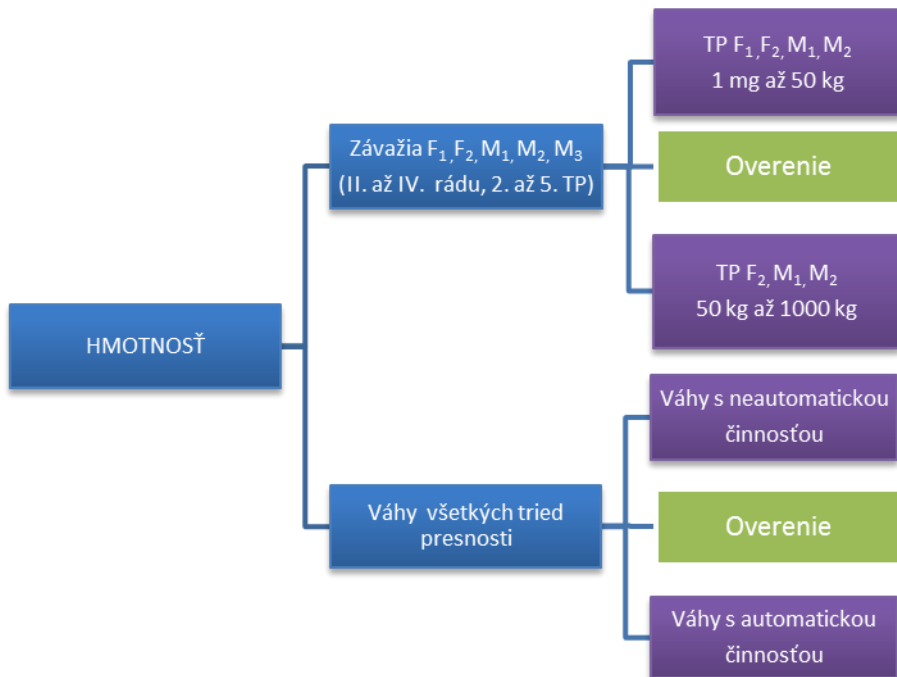 HMOTNOSŤ
Závažia F₁,F₂,M₁,M₂,M₃
(II. až IV. rádu, 2. až 5. TP)
TP F₁,F₂,M₁,M₂
1 mg až 50 kg
Overenie
TP F₂,M₁,M₂
50 kg až 1000 kg
Váhy všetkých tried
presnosti
Váhy s neautomatickou
činnosťou
Overenie
Váhy s automatickou
činnosťou